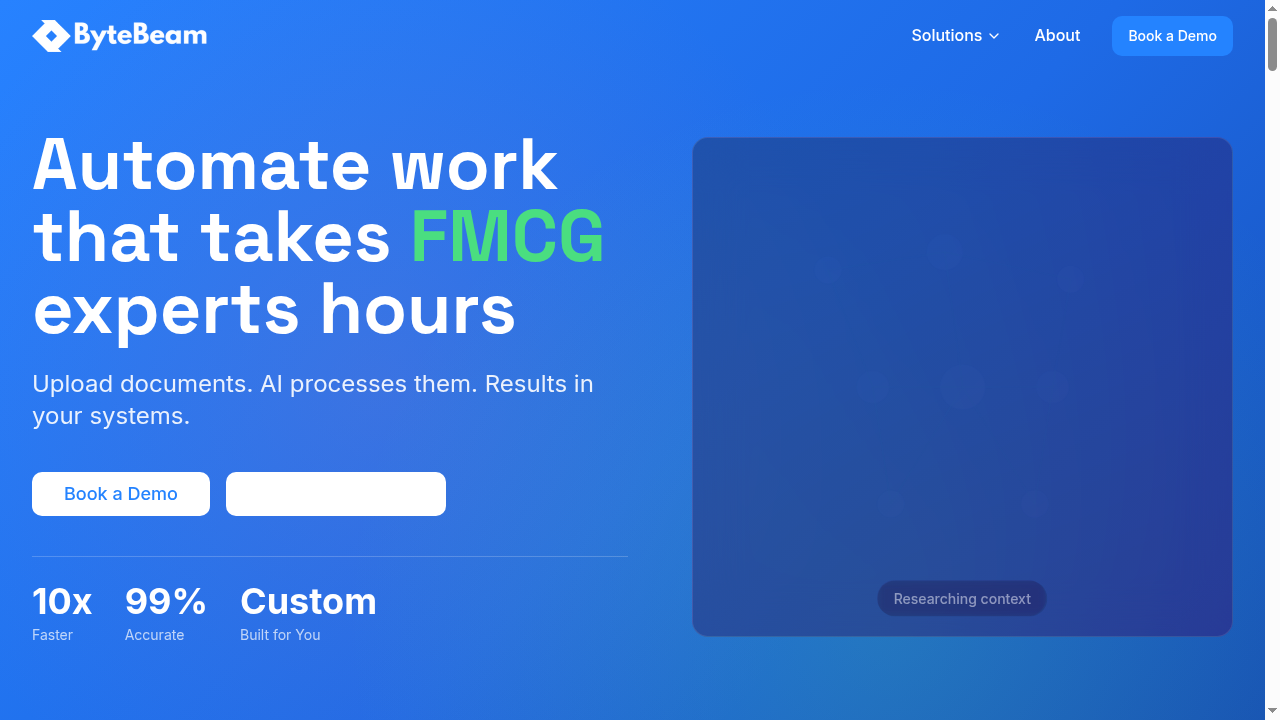 ByteBeam
Solutions
About
Book a Demo
Automate work
that takes FMCG
experts hours
Upload documents. AI processes them. Results in
your systems.
Book a Demo
10x
Faster
99%
Accurate
Custom
Built for You
Researching context